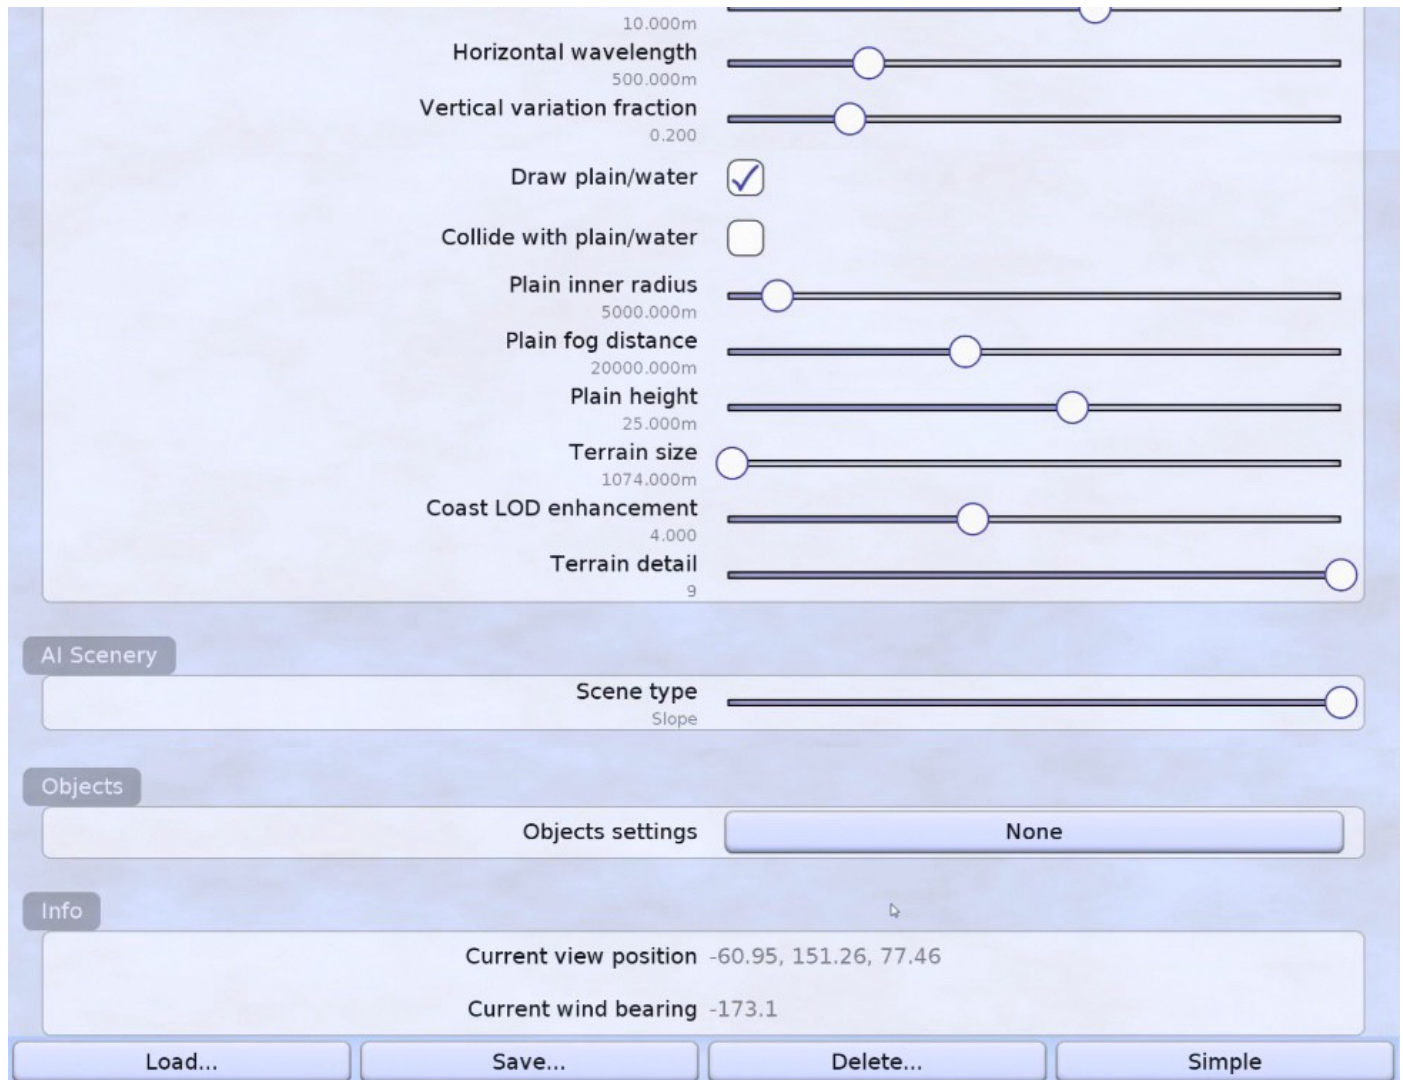 10.000m
Horizontal wavelength
500.000m
Vertical variation fraction
0.200
Draw plain/water
Collide with plain/water
Plain inner radius
5000.000m
Plain fog distance
20000.000m
Plain height
25.000m
Terrain size
1074.000m
Coast LOD enhancement
4.000
Terrain detail
9
AI Scenery
Scene type
Slope
Objects
Objects settings None
Info
Current view position -60.95, 151.26, 77.46
Current wind bearing -173.1
Load... Save... Delete... Simple